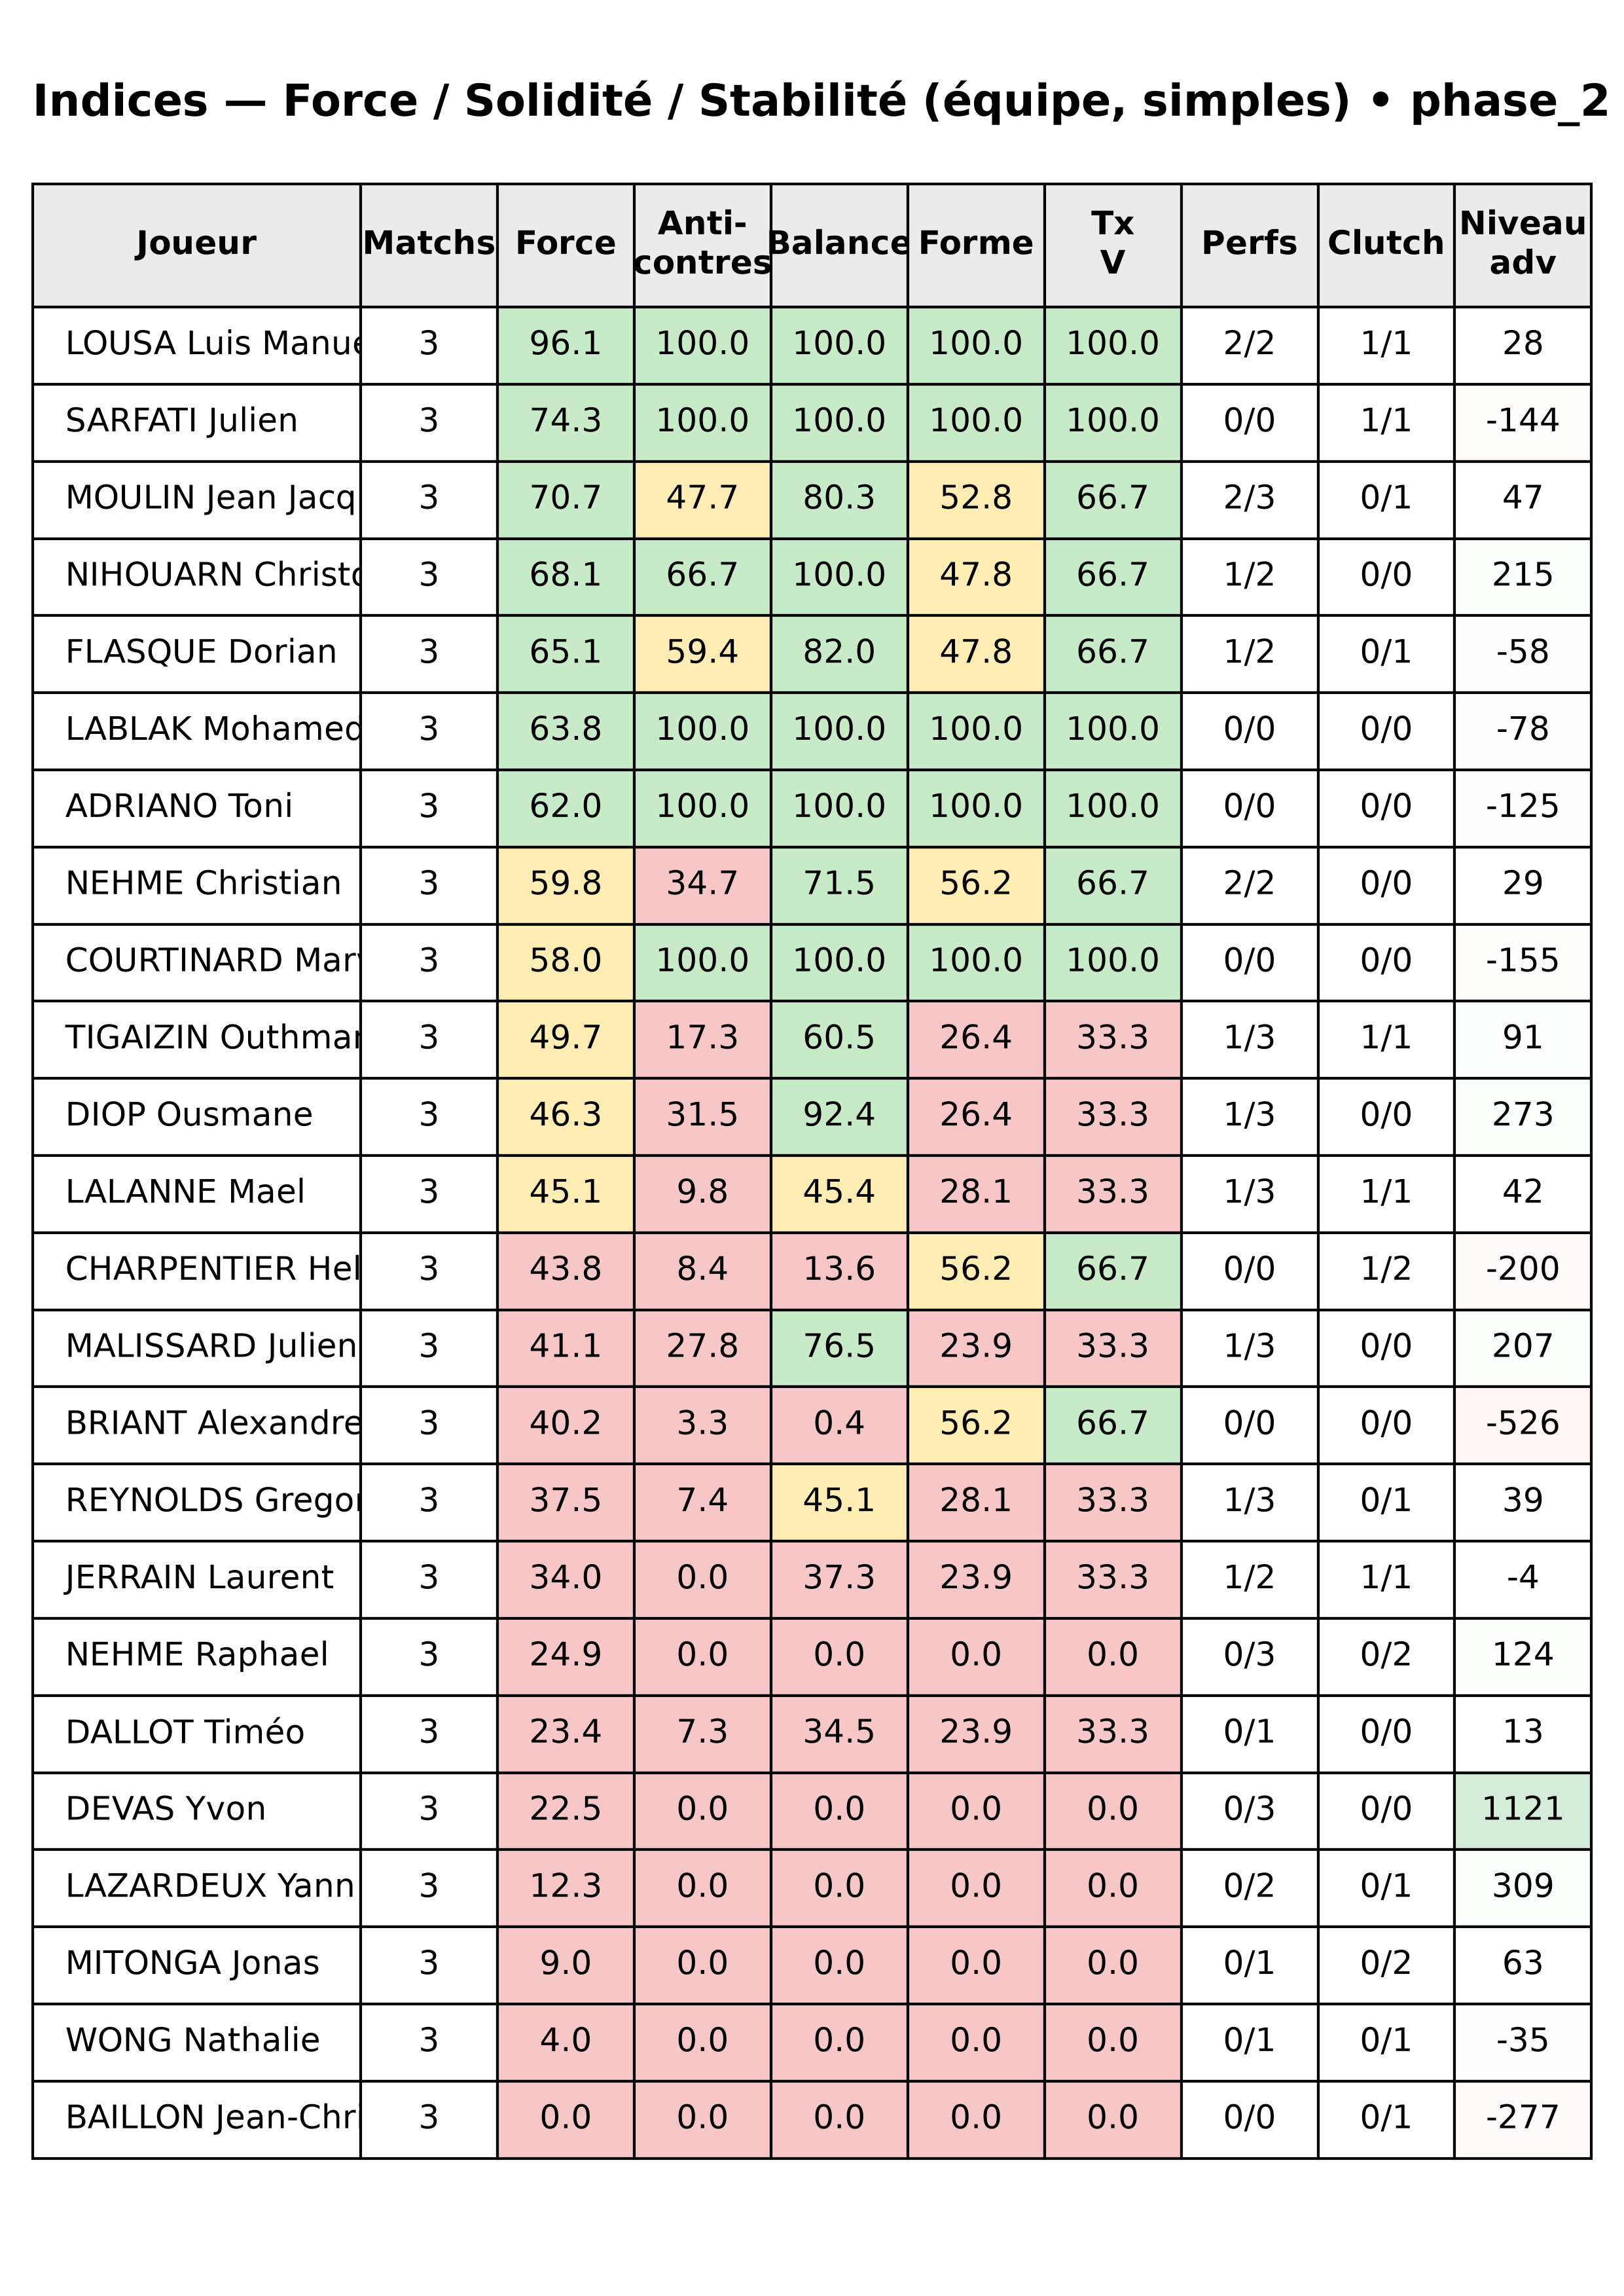 Indices — Force / Solidité / Stabilité (équipe, simples) • phase_2
Joueur Matchs Force Anti-contres Balance Forme Tx V Perfs Clutch Niveau adv
LOUSA Luis Manue 3 96.1 100.0 100.0 100.0 100.0 2/2 1/1 28
SARFATI Julien 3 74.3 100.0 100.0 100.0 100.0 0/0 1/1 -144
MOULIN Jean Jacq 3 70.7 47.7 80.3 52.8 66.7 2/3 0/1 47
NIHOUARN Christo 3 68.1 66.7 100.0 47.8 66.7 1/2 0/0 215
FLASQUE Dorian 3 65.1 59.4 82.0 47.8 66.7 1/2 0/1 -58
LABLAK Mohamed 3 63.8 100.0 100.0 100.0 100.0 0/0 0/0 -78
ADRIANO Toni 3 62.0 100.0 100.0 100.0 100.0 0/0 0/0 -125
NEHME Christian 3 59.8 34.7 71.5 56.2 66.7 2/2 0/0 29
COURTINARD Marv 3 58.0 100.0 100.0 100.0 100.0 0/0 0/0 -155
TIGAIZIN Outhmar 3 49.7 17.3 60.5 26.4 33.3 1/3 1/1 91
DIOP Ousmane 3 46.3 31.5 92.4 26.4 33.3 1/3 0/0 273
LALANNE Mael 3 45.1 9.8 45.4 28.1 33.3 1/3 1/1 42
CHARPENTIER Hel 3 43.8 8.4 13.6 56.2 66.7 0/0 1/2 -200
MALISSARD Julien 3 41.1 27.8 76.5 23.9 33.3 1/3 0/0 207
BRIANT Alexandre 3 40.2 3.3 0.4 56.2 66.7 0/0 0/0 -526
REYNOLDS Gregor 3 37.5 7.4 45.1 28.1 33.3 1/3 0/1 39
JERRAIN Laurent 3 34.0 0.0 37.3 23.9 33.3 1/2 1/1 -4
NEHME Raphael 3 24.9 0.0 0.0 0.0 0.0 0/3 0/2 124
DALLOT Timéo 3 23.4 7.3 34.5 23.9 33.3 0/1 0/0 13
DEVAS Yvon 3 22.5 0.0 0.0 0.0 0.0 0/3 0/0 1121
LAZARDEUX Yann 3 12.3 0.0 0.0 0.0 0.0 0/2 0/1 309
MITONGA Jonas 3 9.0 0.0 0.0 0.0 0.0 0/1 0/2 63
WONG Nathalie 3 4.0 0.0 0.0 0.0 0.0 0/1 0/1 -35
BAILLON Jean-Chr 3 0.0 0.0 0.0 0.0 0.0 0/0 0/1 -277